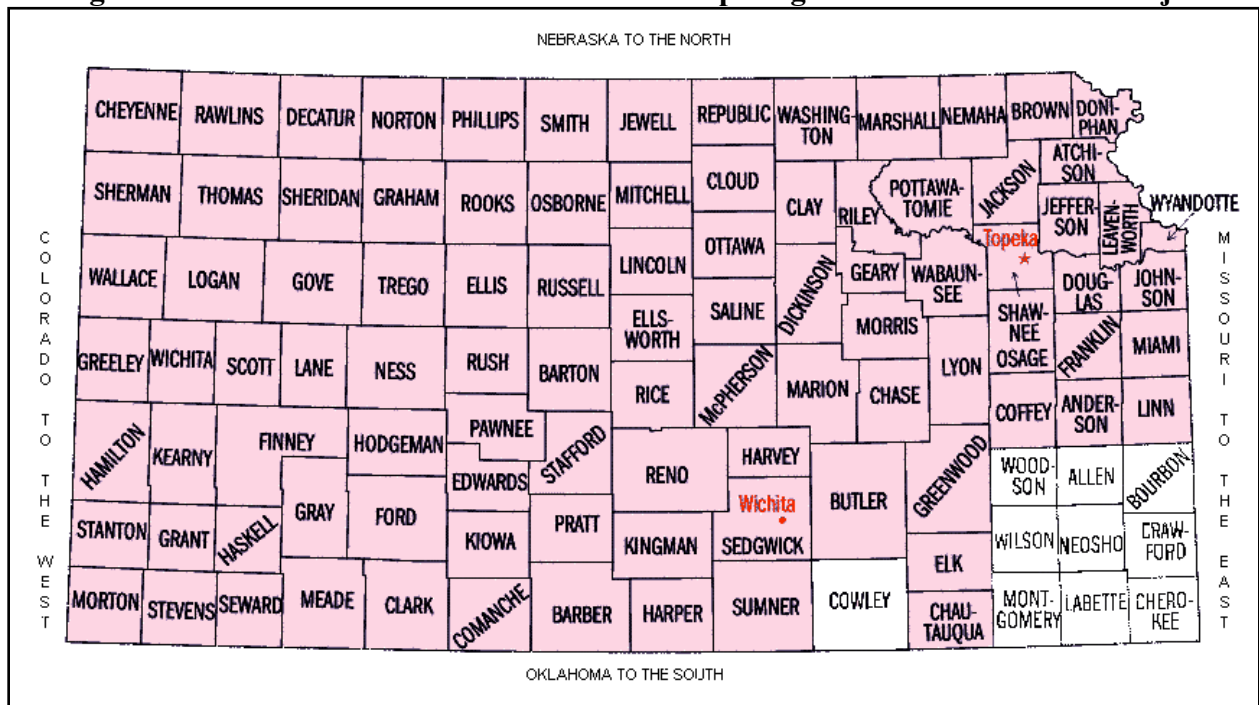 NEBRASKA TO THE NORTH
CHEYENNE RAWLINS DECATUR NORTON PHILLIPS SMITH JEWELL REPUBLIC WASHING-
TON MARSHALL NEMAHA BROWN DONI-
PHAN
ATCHI-
SON
SHERMAN THOMAS SHERIDAN GRAHAM ROOKS OSBORNE MITCHELL CLOUD CLAY RILEY POTTAWA-
TOMIE JACKSON JEFFER-
SON LEAVEN-
WORTH WYANDOTTE
OTTAWA
Topeka
WALLACE LOGAN GOVE TREGO ELLIS RUSSELL LINCOLN SALINE DICKINSON GEARY WABAUN-
SEE SHAW-
NEE DOUG-
LAS JOHN-
SON
ELLS-
WORTH MORRIS
GREELEY WICHITA SCOTT LANE NESS RUSH BARTON RICE McPHERSON MARION CHASE LYON OSAGE FRANKLIN MIAMI
COFFEY ANDER-
SON LINN
HAMILTON KEARNY FINNEY HODGEMAN PAWNEE STAFFORD RENO HARVEY BUTLER GREENWOOD WOOD-
SON ALLEN BOURBON
EDWARDS
GRAY FORD Wichita
STANTON GRANT HASKELL KIOWA PRATT KINGMAN SEDGWICK ELK WILSON NEOSHO CRAW-
FORD
MORTON STEVENS SEWARD MEADE CLARK COMANCHE BARBER HARPER SUMNER COWLEY CHAU-
TAUQUA MONT-
GOMERY LABETTE CHERO-
KEE
COLORADO TO THE WEST
MISSOURI TO THE EAST
OKLAHOMA TO THE SOUTH